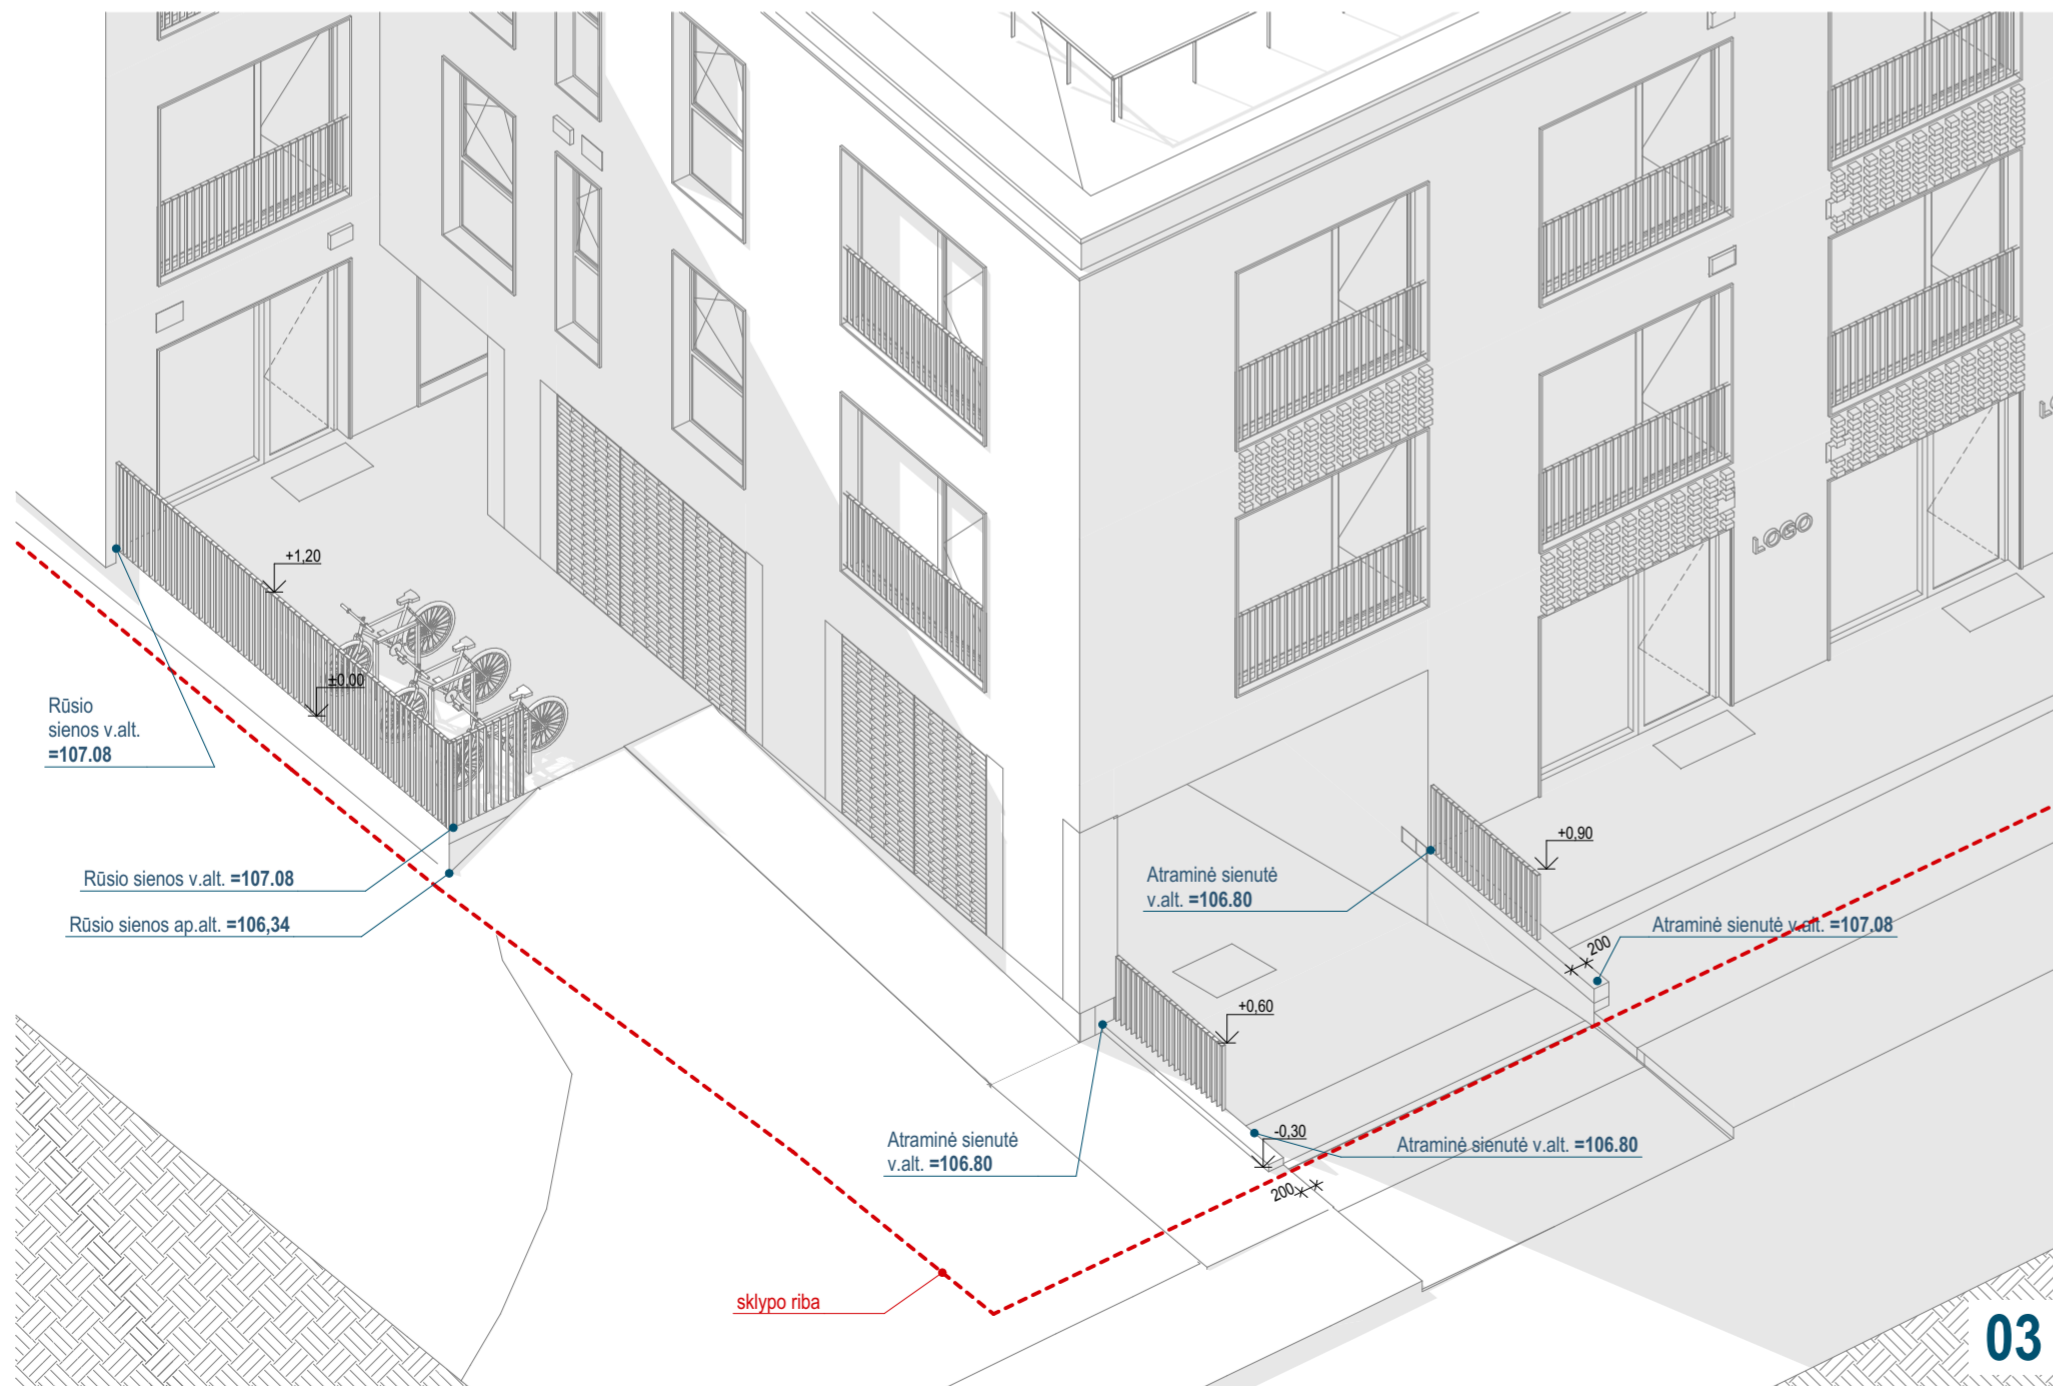 LO
LOGO
+1,20
±0,00
Rūsio
sienos v.alt.
=107.08
+0,90
Rūsio sienos v.alt. =107.08
Atraminė sienutė
v.alt. =106.80
Rūsio sienos ap.alt. =106,34
Atraminė sienutė v.alt. =107.08
200
+0,60
-0,30
Atraminė sienutė
v.alt. =106.80
Atraminė sienutė v.alt. =106.80
200
sklypo riba
03